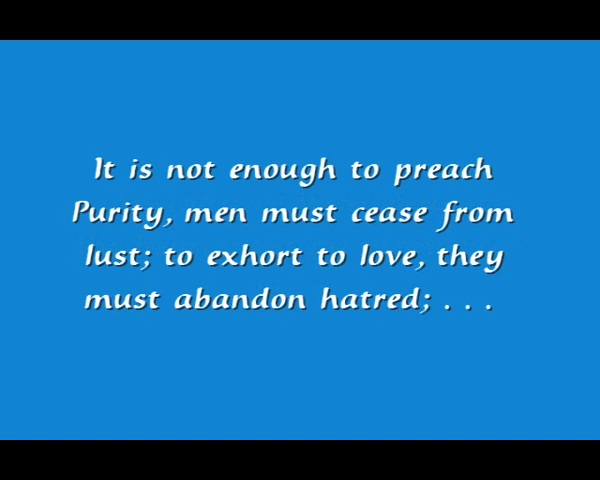 It is not enough to preach
Purity, men must cease from
lust; to exhort to love, they
must abandon hatred; . . .